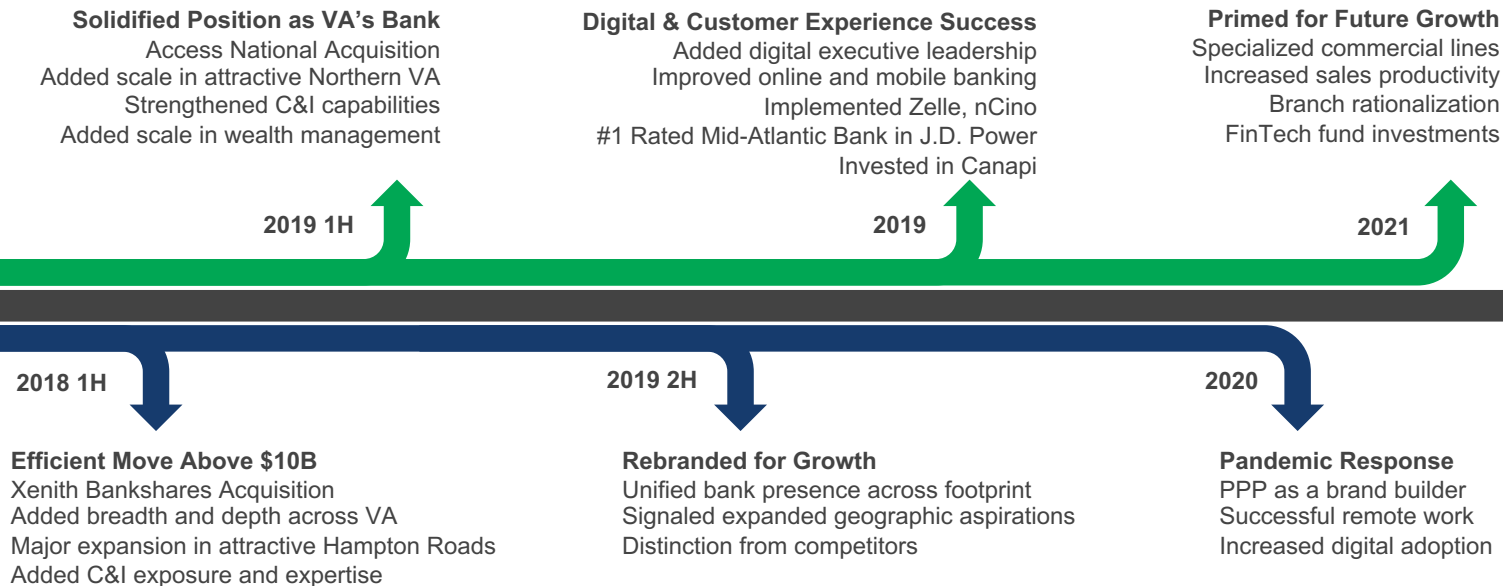 Solidified Position as VA's Bank
Access National Acquisition
Added scale in attractive Northern VA
Strengthened C&I capabilities
Added scale in wealth management
2019 1H
Digital & Customer Experience Success
Added digital executive leadership
Improved online and mobile banking
Implemented Zelle, nCino
#1 Rated Mid-Atlantic Bank in J.D. Power
Invested in Canapi
2019
Primed for Future Growth
Specialized commercial lines
Increased sales productivity
Branch rationalization
FinTech fund investments
2021
2018 1H
Efficient Move Above $10B
Xenith Bankshares Acquisition
Added breadth and depth across VA
Major expansion in attractive Hampton Roads
Added C&I exposure and expertise
2019 2H
Rebranded for Growth
Unified bank presence across footprint
Signaled expanded geographic aspirations
Distinction from competitors
2020
Pandemic Response
PPP as a brand builder
Successful remote work
Increased digital adoption